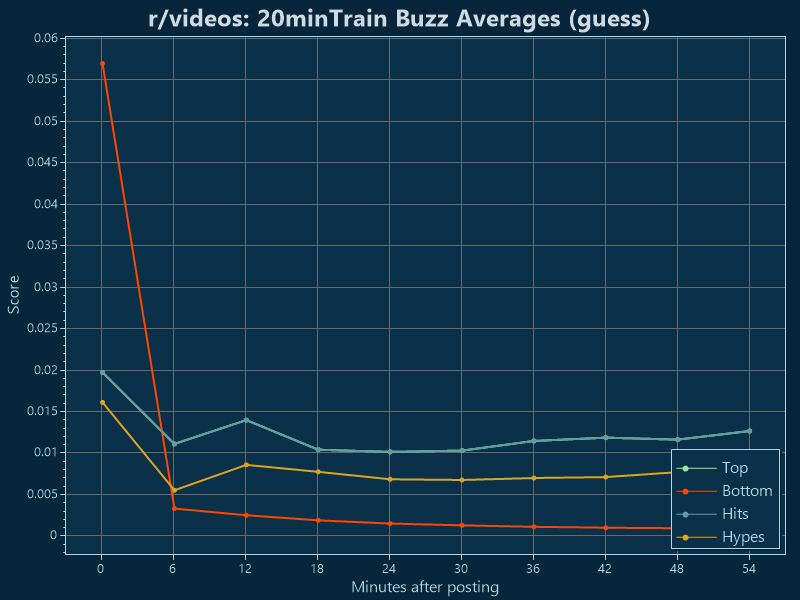 r/videos: 20minTrain Buzz Averages (guess)
0.06
0.055
0.05
0.045
0.04
0.035
0.03
0.025
0.02
0.015
0.01
0.005
0
Score
Top
Bottom
Hits
Hypes
0 6 12 18 24 30 36 42 48 54
Minutes after posting